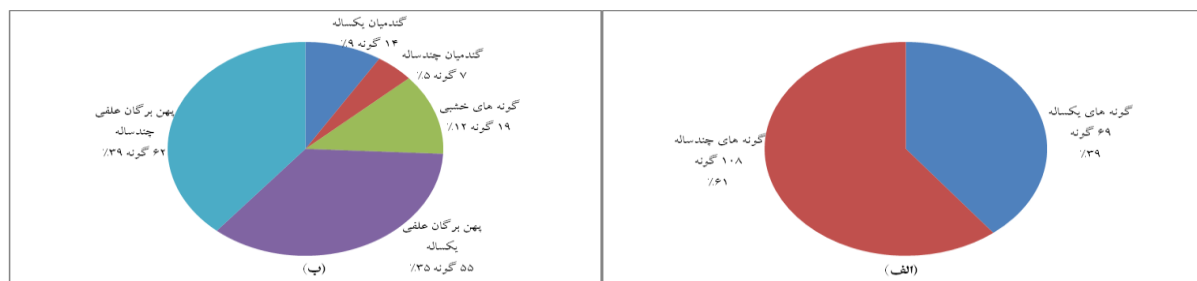 گونه های یکساله
۶۹ گونه
٪۳۹
گونه های چندساله
۱۰۸ گونه
٪۶۱
(الف)
گندمیان یکساله
۱۴ گونه ۹٪
گندمیان چندساله
۷ گونه ۵٪
گونه های خشبی
۱۹ گونه ۱۲٪
پهن برگان علفی
یکساله
۵۵ گونه ۳۵٪
پهن برگان علفی
چندساله
۶۲ گونه ۳۹٪
(ب)